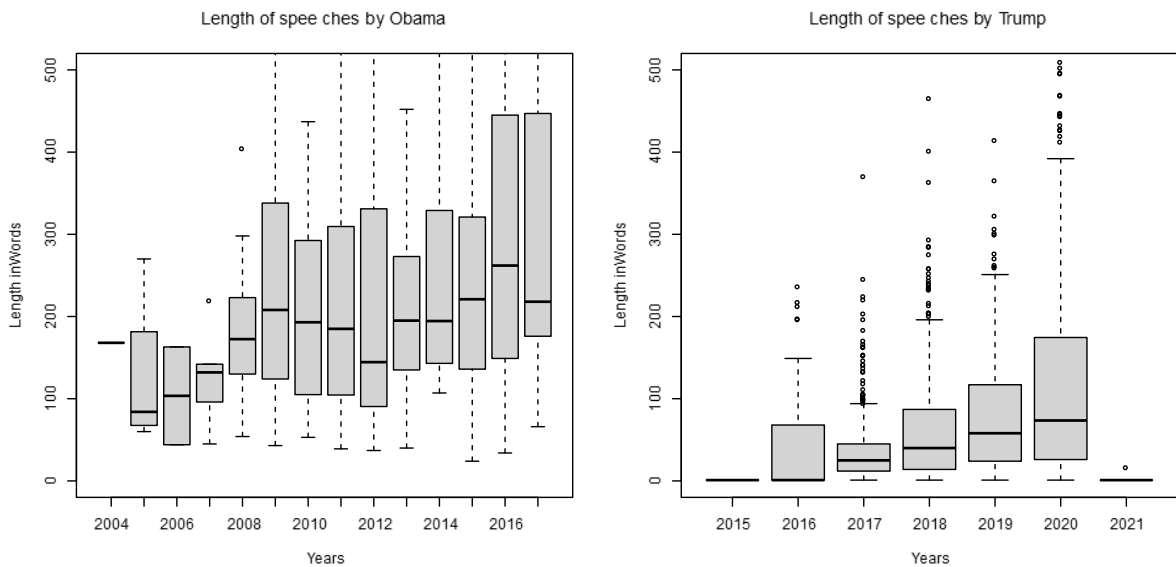 Length of spee ches by Obama
Length inWords
500
400
300
200
100
0
2004 2006 2008 2010 2012 2014 2016
Years
Length of spee ches by Trump
Length inWords
500
400
300
200
100
0
2015 2016 2017 2018 2019 2020 2021
Years